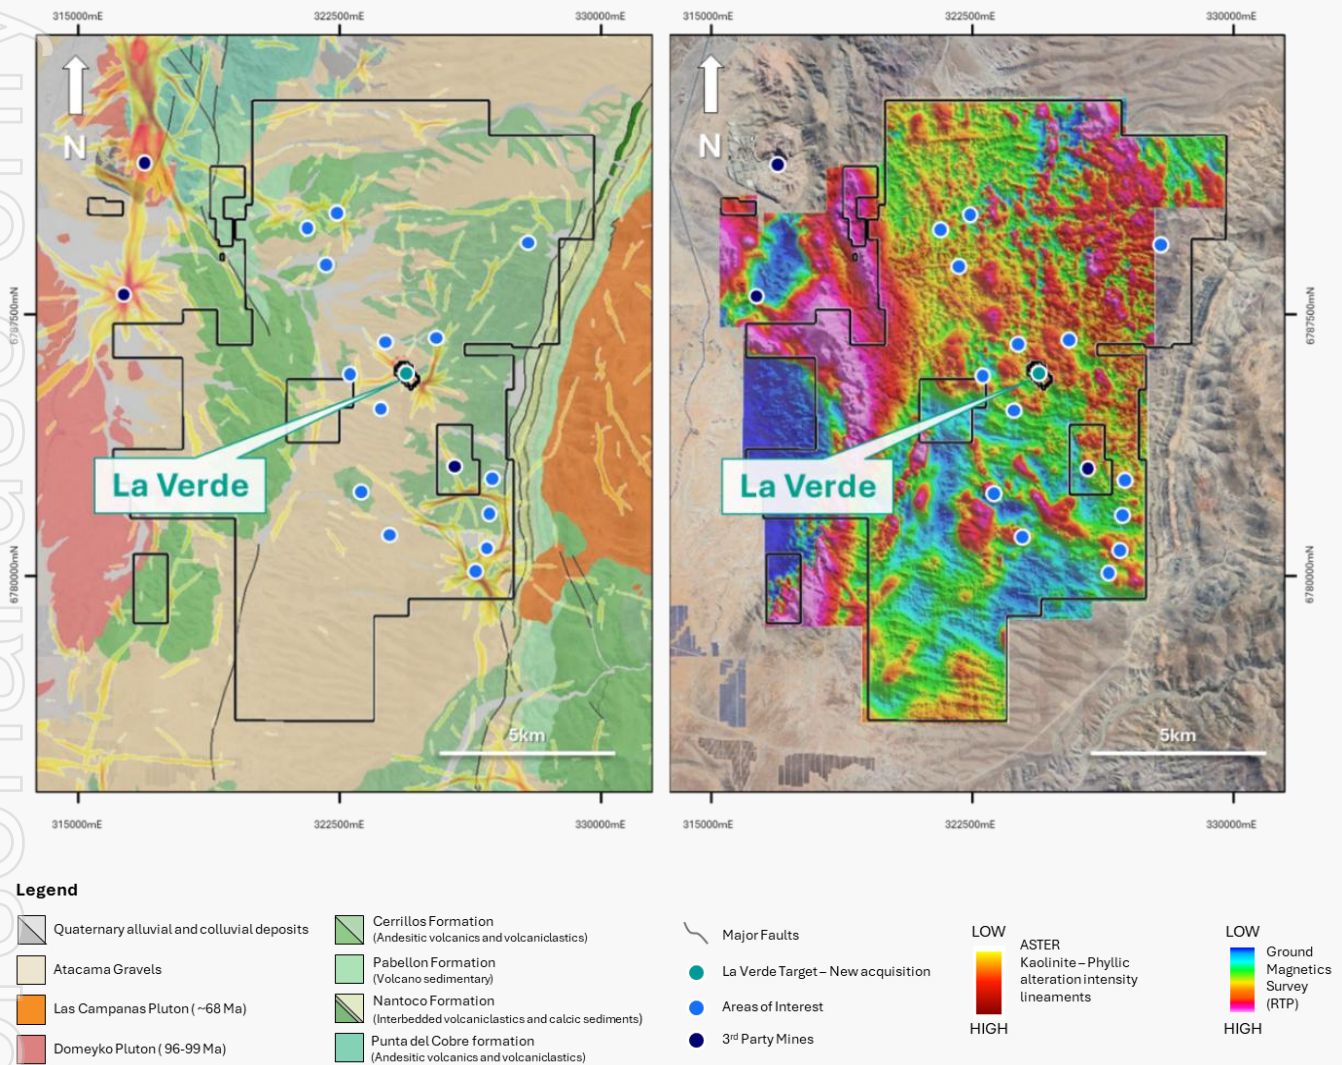 315000mE 322500mE 330000mE 315000mE 322500mE 330000mE
N N
6787500mN 6787500mN
La Verde La Verde
6780000mN 6780000mN
5km 5km
315000mE 322500mE 330000mE 315000mE 322500mE 330000mE
Legend
Quaternary alluvial and colluvial deposits
Atacama Gravels
Las Campanas Pluton ( ~68 Ma)
Domeyko Pluton ( 96-99 Ma)
Cerrillos Formation
(Andesitic volcanics and volcaniclastics)
Pabellon Formation
(Volcano sedimentary)
Nantoco Formation
(Interbedded volcaniclastics and calcic sediments)
Punta del Cobre formation
(Andesitic volcanics and volcaniclastics)
Major Faults
La Verde Target – New acquisition
Areas of Interest
3rd Party Mines
LOW
ASTER
Kaolinite – Phyllic
alteration intensity
lineaments
HIGH
LOW
Ground
Magnetics
Survey
(RTP)
HIGH